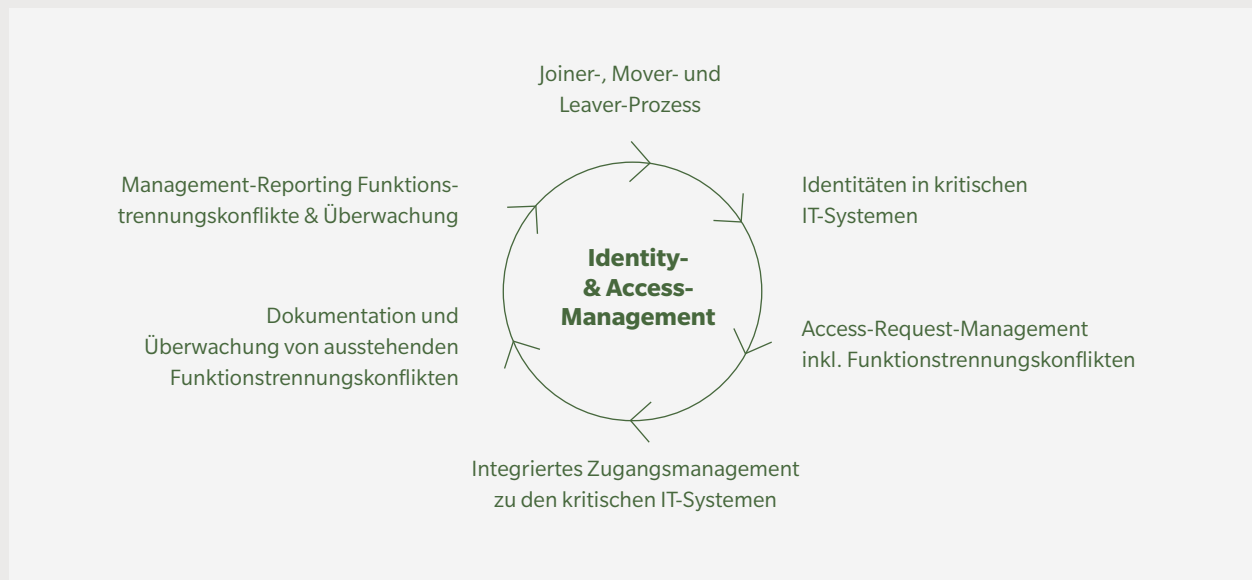 Joiner-, Mover- und
Leaver-Prozess
Identitäten in kritischen
IT-Systemen
Access-Request-Management
inkl. Funktionstrennungskonflikten
Integriertes Zugangsmanagement
zu den kritischen IT-Systemen
Dokumentation und
Überwachung von ausstehenden
Funktionstrennungskonflikten
Management-Reporting Funktions-
trennungskonflikte & Überwachung
Identity-
& Access-
Management